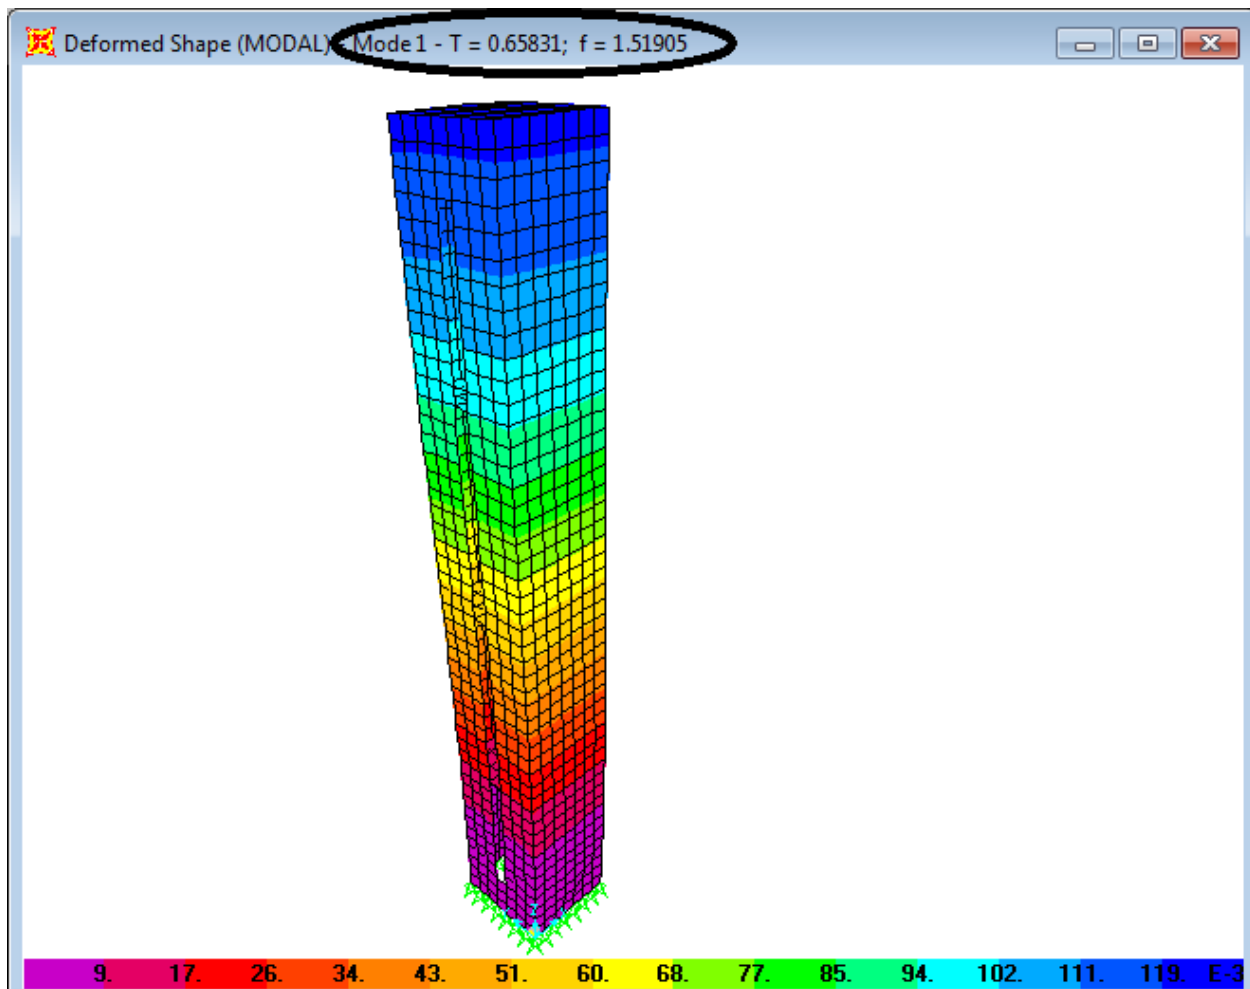 Deformed Shape (MODAL) - Mode 1 - T = 0.65831; f = 1.51905
9. 17. 26. 34. 43. 51. 60. 68. 77. 85. 94. 102. 111. 119. E-3